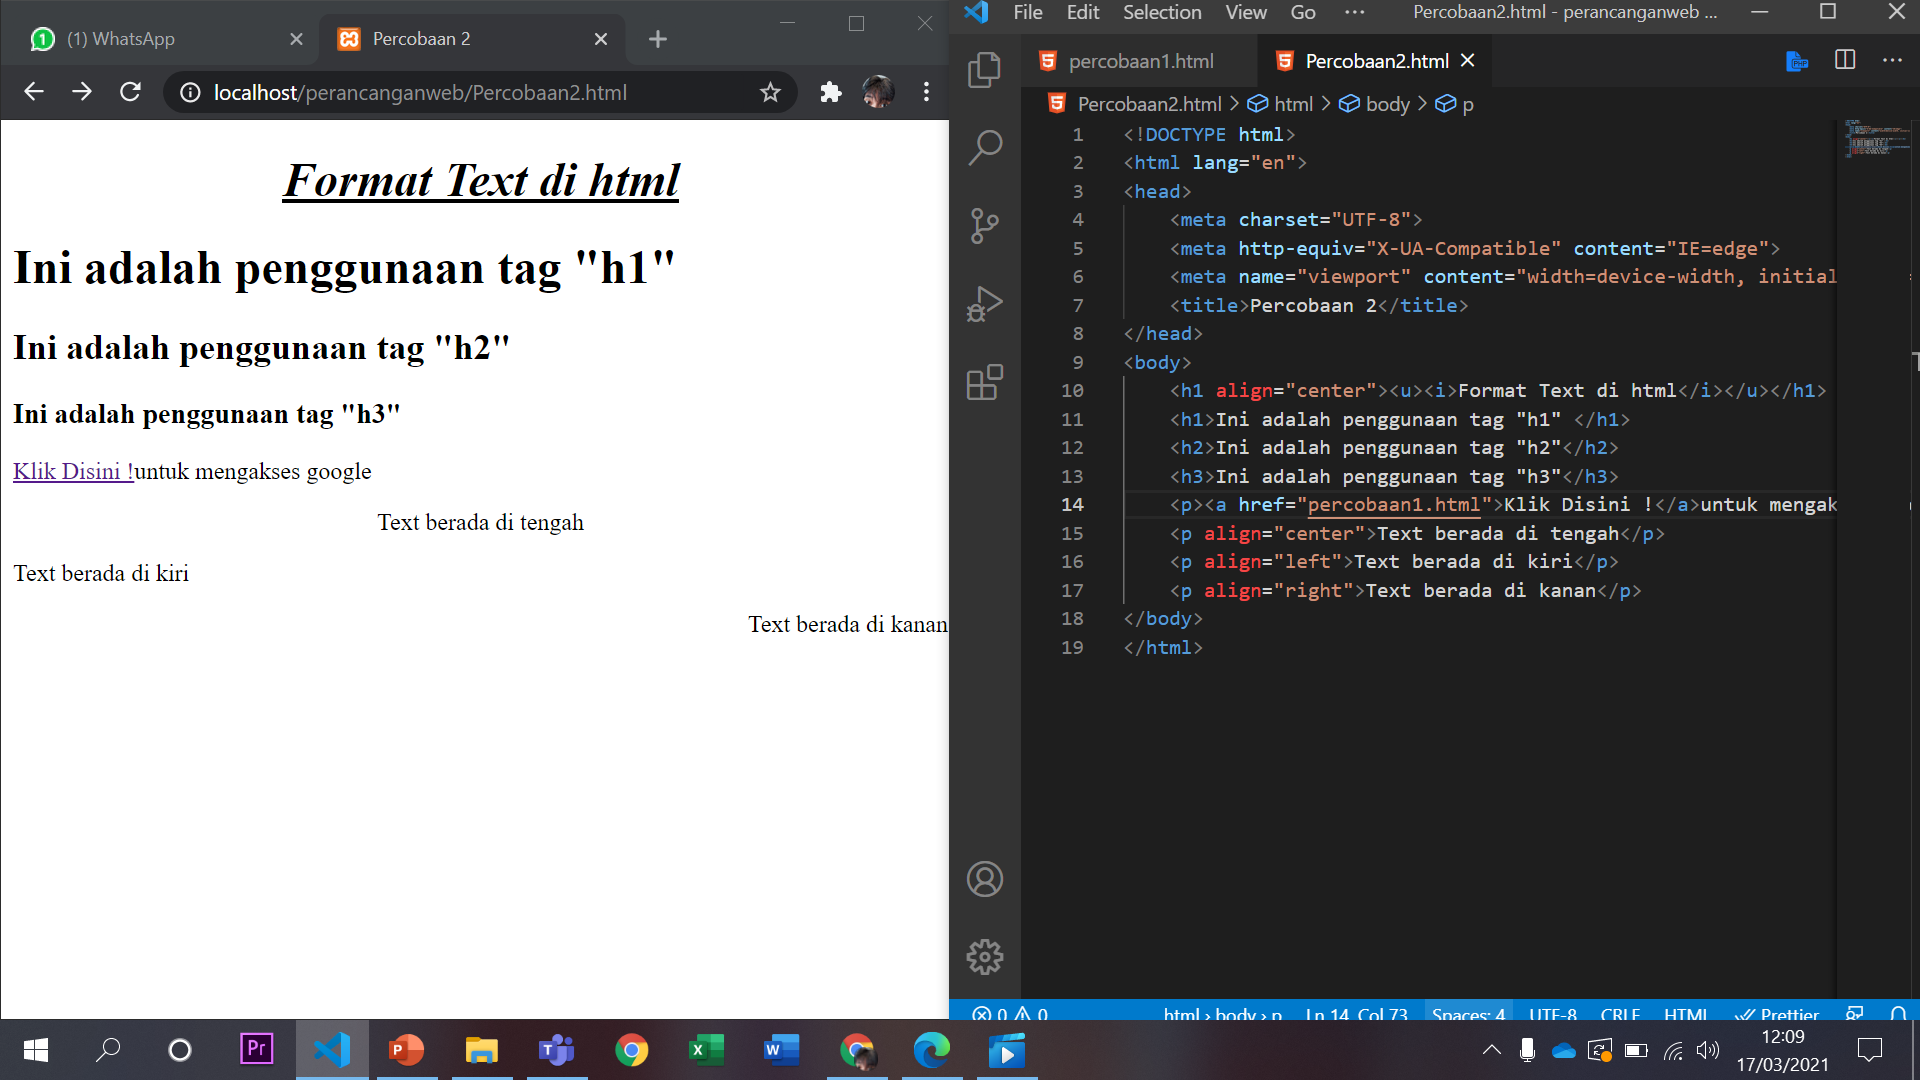 (1) WhatsApp
Percobaan 2
localhost/perancanganweb/Percobaan2.html
Format Text di html
Ini adalah penggunaan tag "h1"
Ini adalah penggunaan tag "h2"
Ini adalah penggunaan tag "h3"
Klik Disini !untuk mengakses google
Text berada di tengah
Text berada di kiri
Text berada di kanan
File Edit Selection View Go ··· Percobaan2.html - perancanganweb ...
percobaan1.html Percobaan2.html
PHP
Percobaan2.html > html > body > p
1 <!DOCTYPE html>
2 <html lang="en">
3 <head>
4 <meta charset="UTF-8">
5 <meta http-equiv="X-UA-Compatible" content="IE=edge">
6 <meta name="viewport" content="width=device-width, initial
7 <title>Percobaan 2</title>
8 </head>
9 <body>
10 <h1 align="center"><u><i>Format Text di html</i></u></h1>
11 <h1>Ini adalah penggunaan tag "h1" </h1>
12 <h2>Ini adalah penggunaan tag "h2"</h2>
13 <h3>Ini adalah penggunaan tag "h3"</h3>
14 <p><a href="percobaan1.html">Klik Disini !</a>untuk mengak
15 <p align="center">Text berada di tengah</p>
16 <p align="left">Text berada di kiri</p>
17 <p align="right">Text berada di kanan</p>
18 </body>
19 </html>
0 0 html › body › p Ln 14, Col 73 Spaces: 4 UTF-8 CRLF HTML Prettier
Pr
12:09
17/03/2021